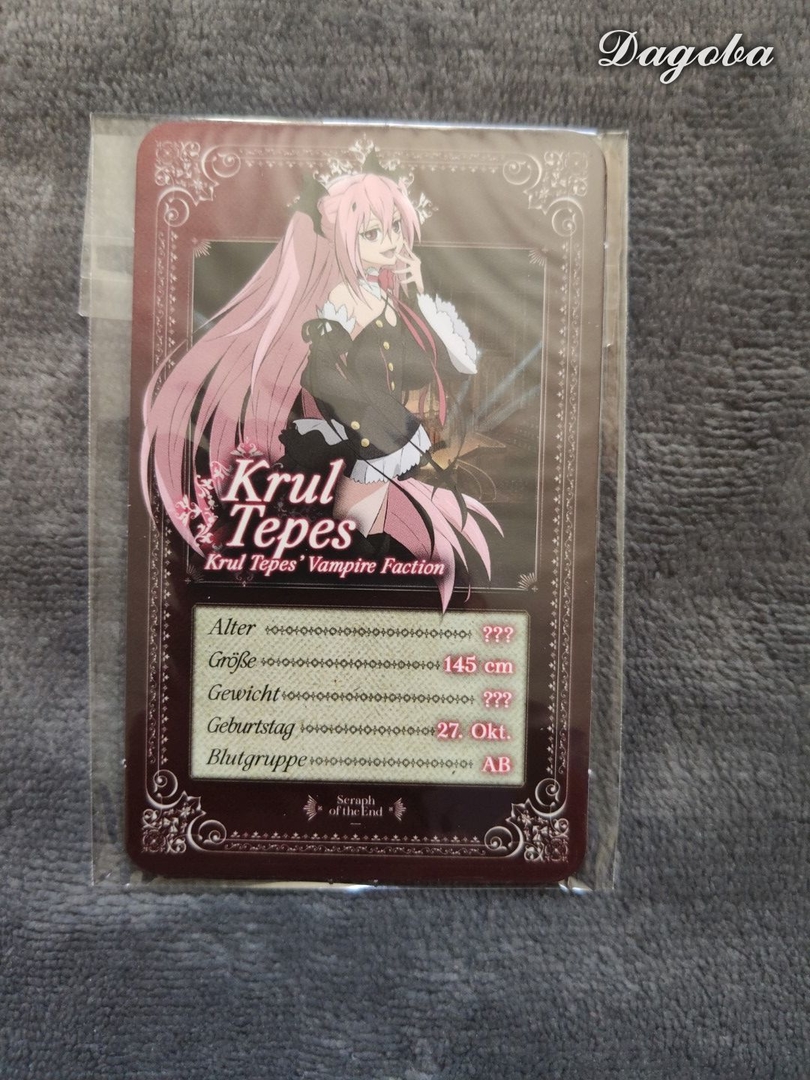 Dagoba
Krul
Tepes
Krul Tepes' Vampire Faction
Alter ???
Größe 145 cm
Gewicht ???
Geburtstag 27. Okt.
Blutgruppe AB
Seraph
of the End